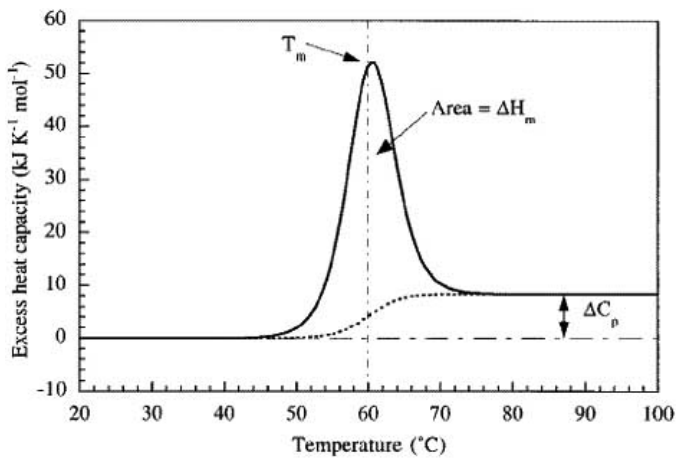 60
50
40
30
20
10
0
-10
Excess heat capacity (kJ K⁻¹ mol⁻¹)
Tₘ
Area = ΔHₘ
ΔCₚ
20 30 40 50 60 70 80 90 100
Temperature (˚C)